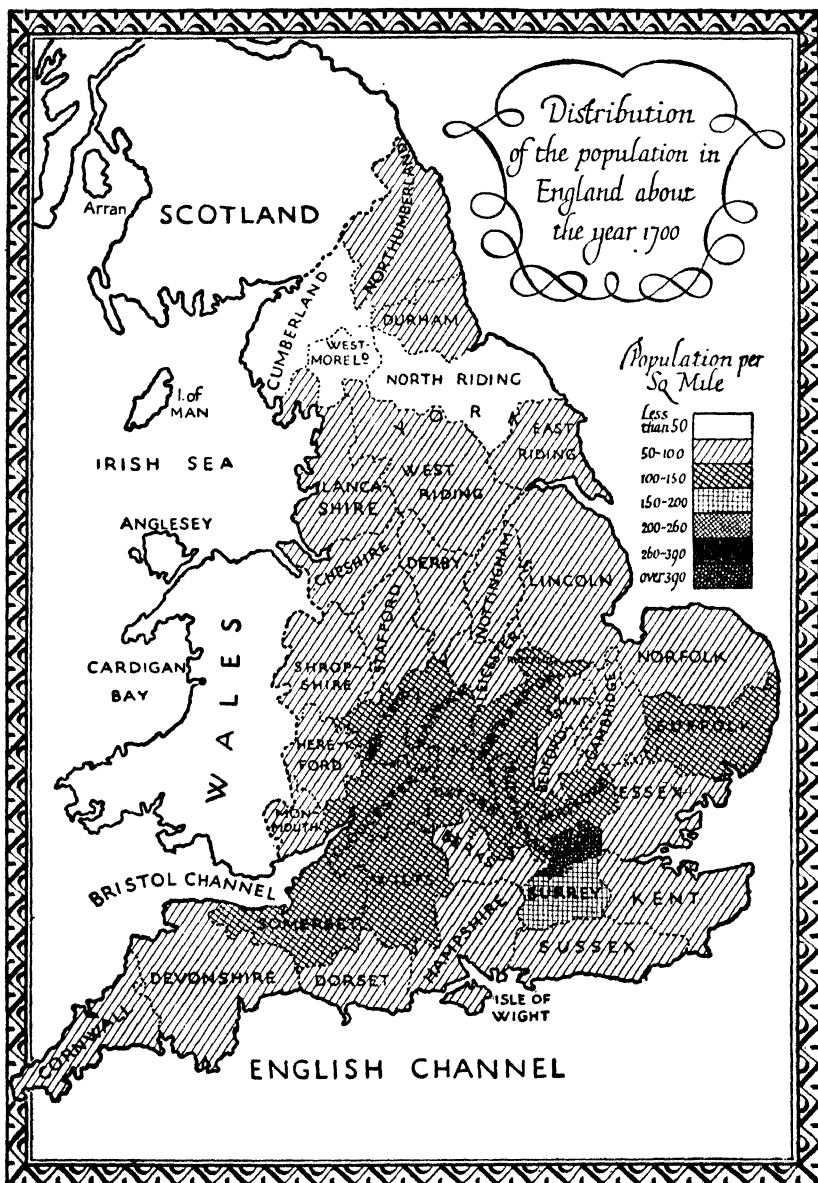 Distribution
of the population in
England about
the year 1700
Arran
SCOTLAND
NORTHUMBERLAND
CUMBERLAND
DURHAM
WEST-
MORELD
NORTH RIDING
Y O R K
I. of
MAN
EAST
RIDING
WEST
RIDING
IRISH SEA
LANCA-
SHIRE
Population per
Sq Mile
Less
than 50
50-100
100-150
150-200
200-260
260-390
over 390
ANGLESEY
CHESHIRE
DERBY
NOTTINGHAM
LINCOLN
STAFFORD
LEICESTER
CARDIGAN
BAY
WALES
SHROP-
SHIRE
NORFOLK
HUNTS
CAMBRIDGE
SUFFOLK
HERE-
FORD
BEDFORD
ESSEX
MON-
MOUTH
BERKS
BRISTOL CHANNEL
WILTS
SURREY
KENT
SOMERSET
HAMPSHIRE
SUSSEX
DEVONSHIRE
DORSET
ISLE OF
WIGHT
CORNWALL
ENGLISH CHANNEL